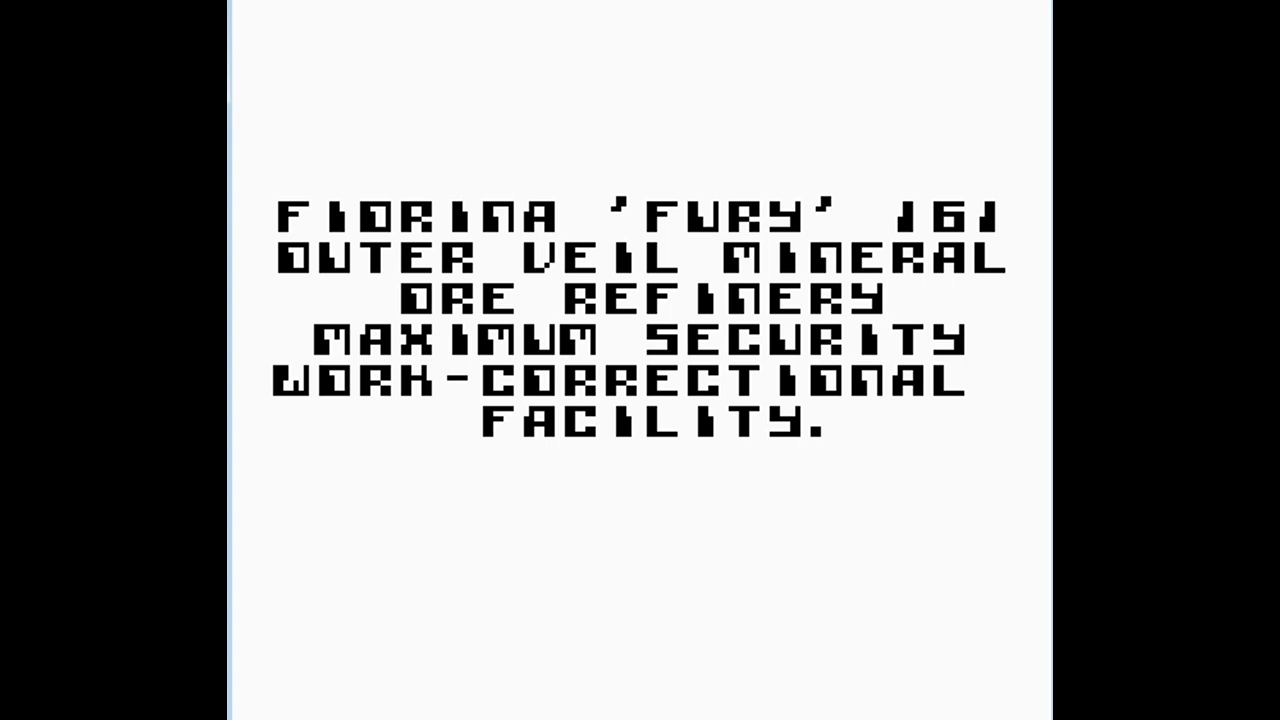 FIORINA 'FURY' 161
OUTER VEIL MINERAL
ORE REFINERY
MAXIMUM SECURITY
WORK-CORRECTIONAL
FACILITY.